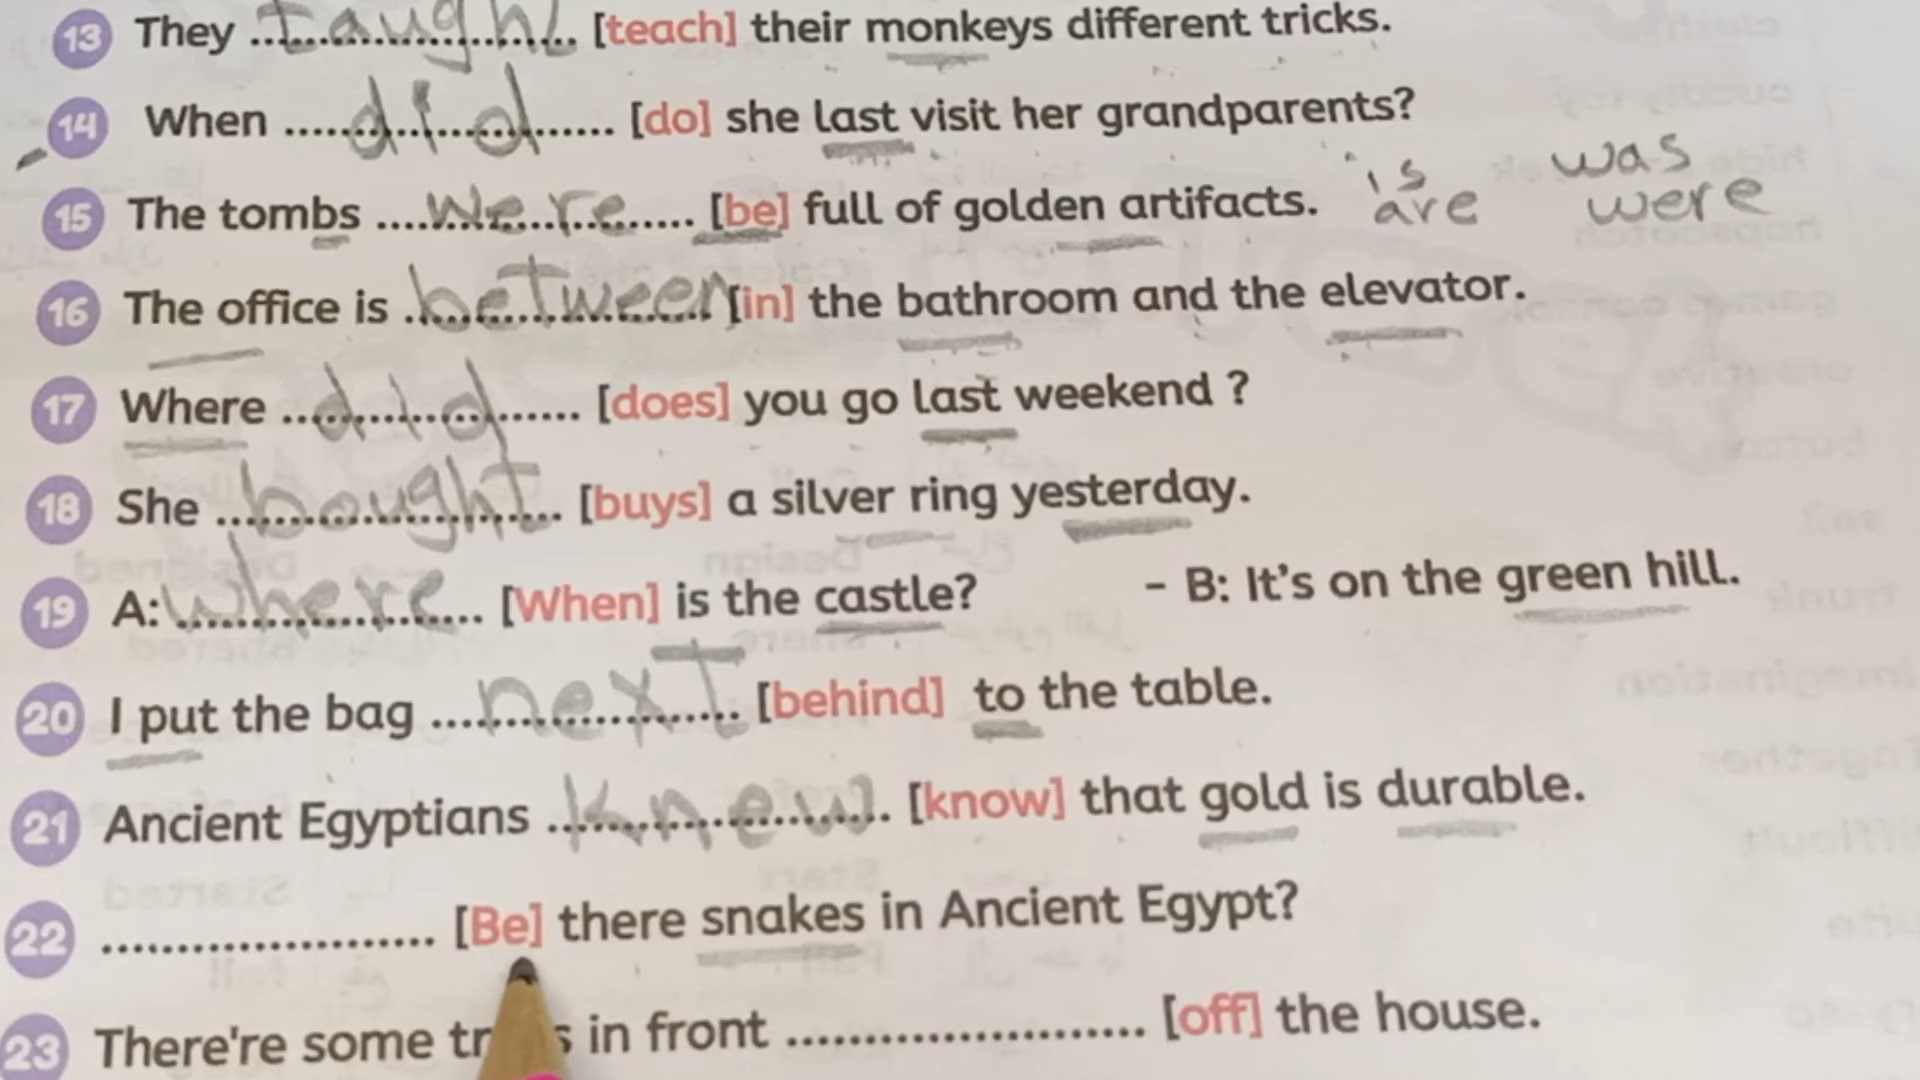 13 They taught [teach] their monkeys different tricks.
14 When did [do] she last visit her grandparents?
is was
15 The tombs were [be] full of golden artifacts. are were
16 The office is between [in] the bathroom and the elevator.
17 Where did [does] you go last weekend ?
18 She bought [buys] a silver ring yesterday.
19 A: where [When] is the castle? - B: It's on the green hill.
20 I put the bag next [behind] to the table.
21 Ancient Egyptians knew [know] that gold is durable.
22 ...................... [Be] there snakes in Ancient Egypt?
23 There're some in front ........................ [off] the house.